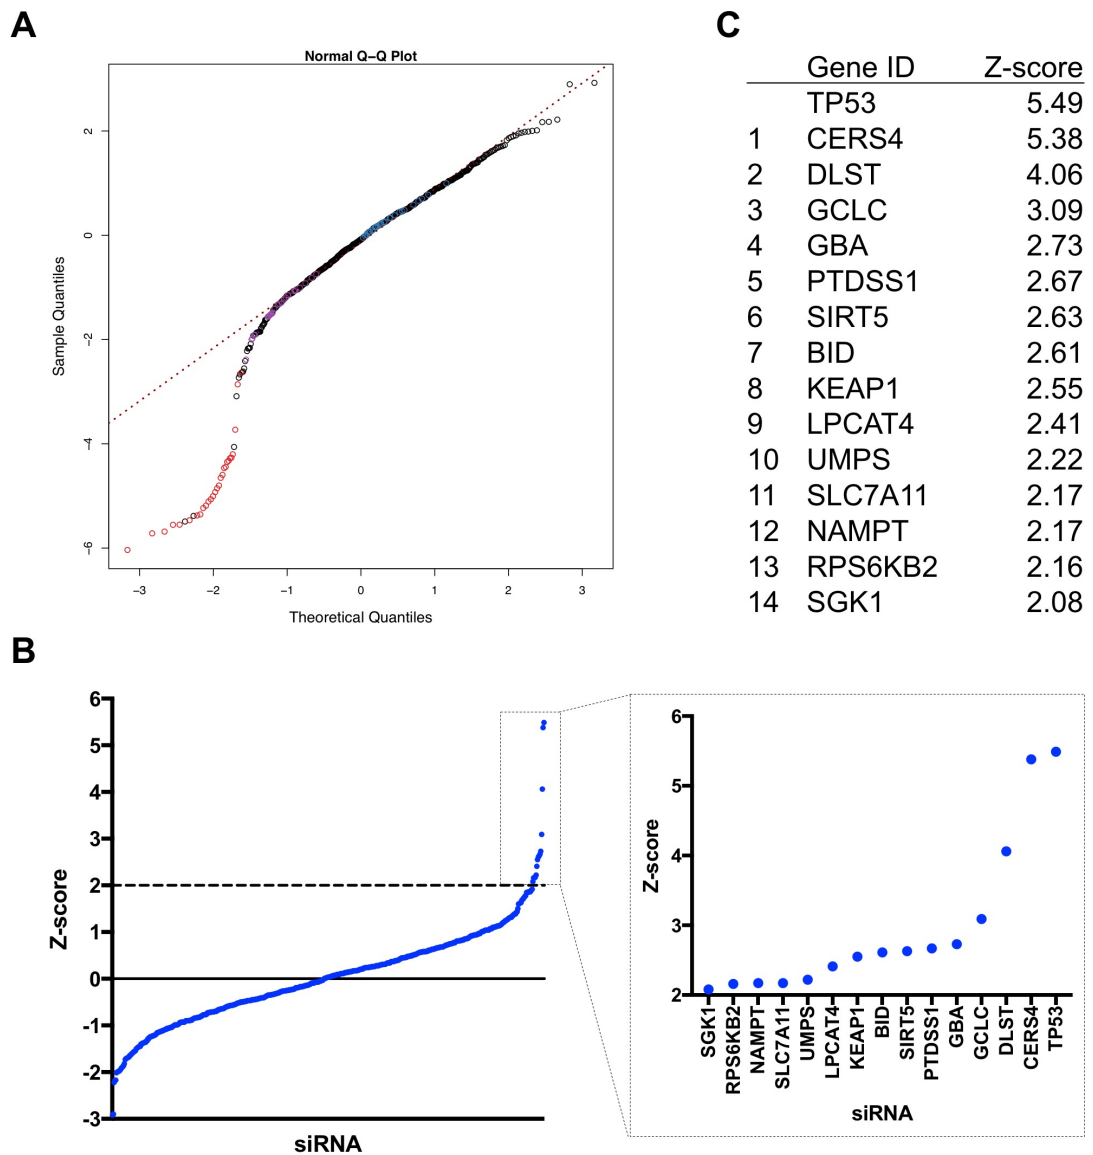 A
Normal Q–Q Plot
Sample Quantiles
2
0
−2
−4
−6
−3
−2
−1
0
1
2
3
Theoretical Quantiles
C
Gene ID Z-score
TP53 5.49
1 CERS4 5.38
2 DLST 4.06
3 GCLC 3.09
4 GBA 2.73
5 PTDSS1 2.67
6 SIRT5 2.63
7 BID 2.61
8 KEAP1 2.55
9 LPCAT4 2.41
10 UMPS 2.22
11 SLC7A11 2.17
12 NAMPT 2.17
13 RPS6KB2 2.16
14 SGK1 2.08
B
Z-score
6
5
4
3
2
1
0
-1
-2
-3
siRNA
Z-score
6
5
4
3
2
SGK1
RPS6KB2
NAMPT
SLC7A11
UMPS
LPCAT4
KEAP1
BID
SIRT5
PTDSS1
GBA
GCLC
DLST
CERS4
TP53
siRNA